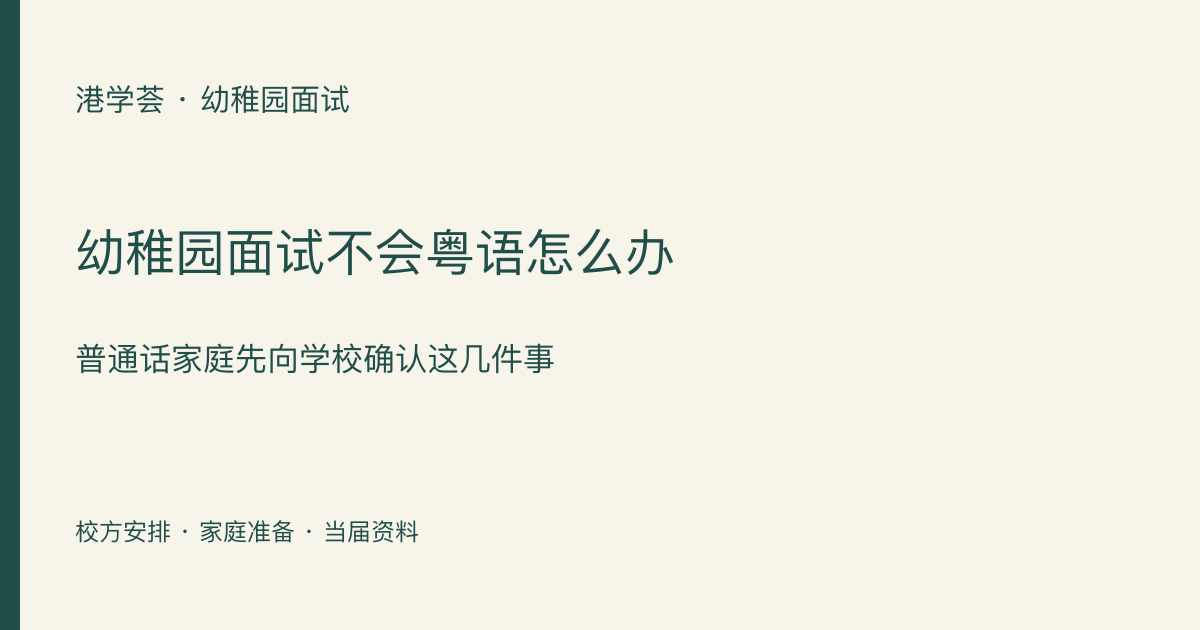 港学荟 · 幼稚园面试
幼稚园面试不会粤语怎么办
普通话家庭先向学校确认这几件事
校方安排 · 家庭准备 · 当届资料